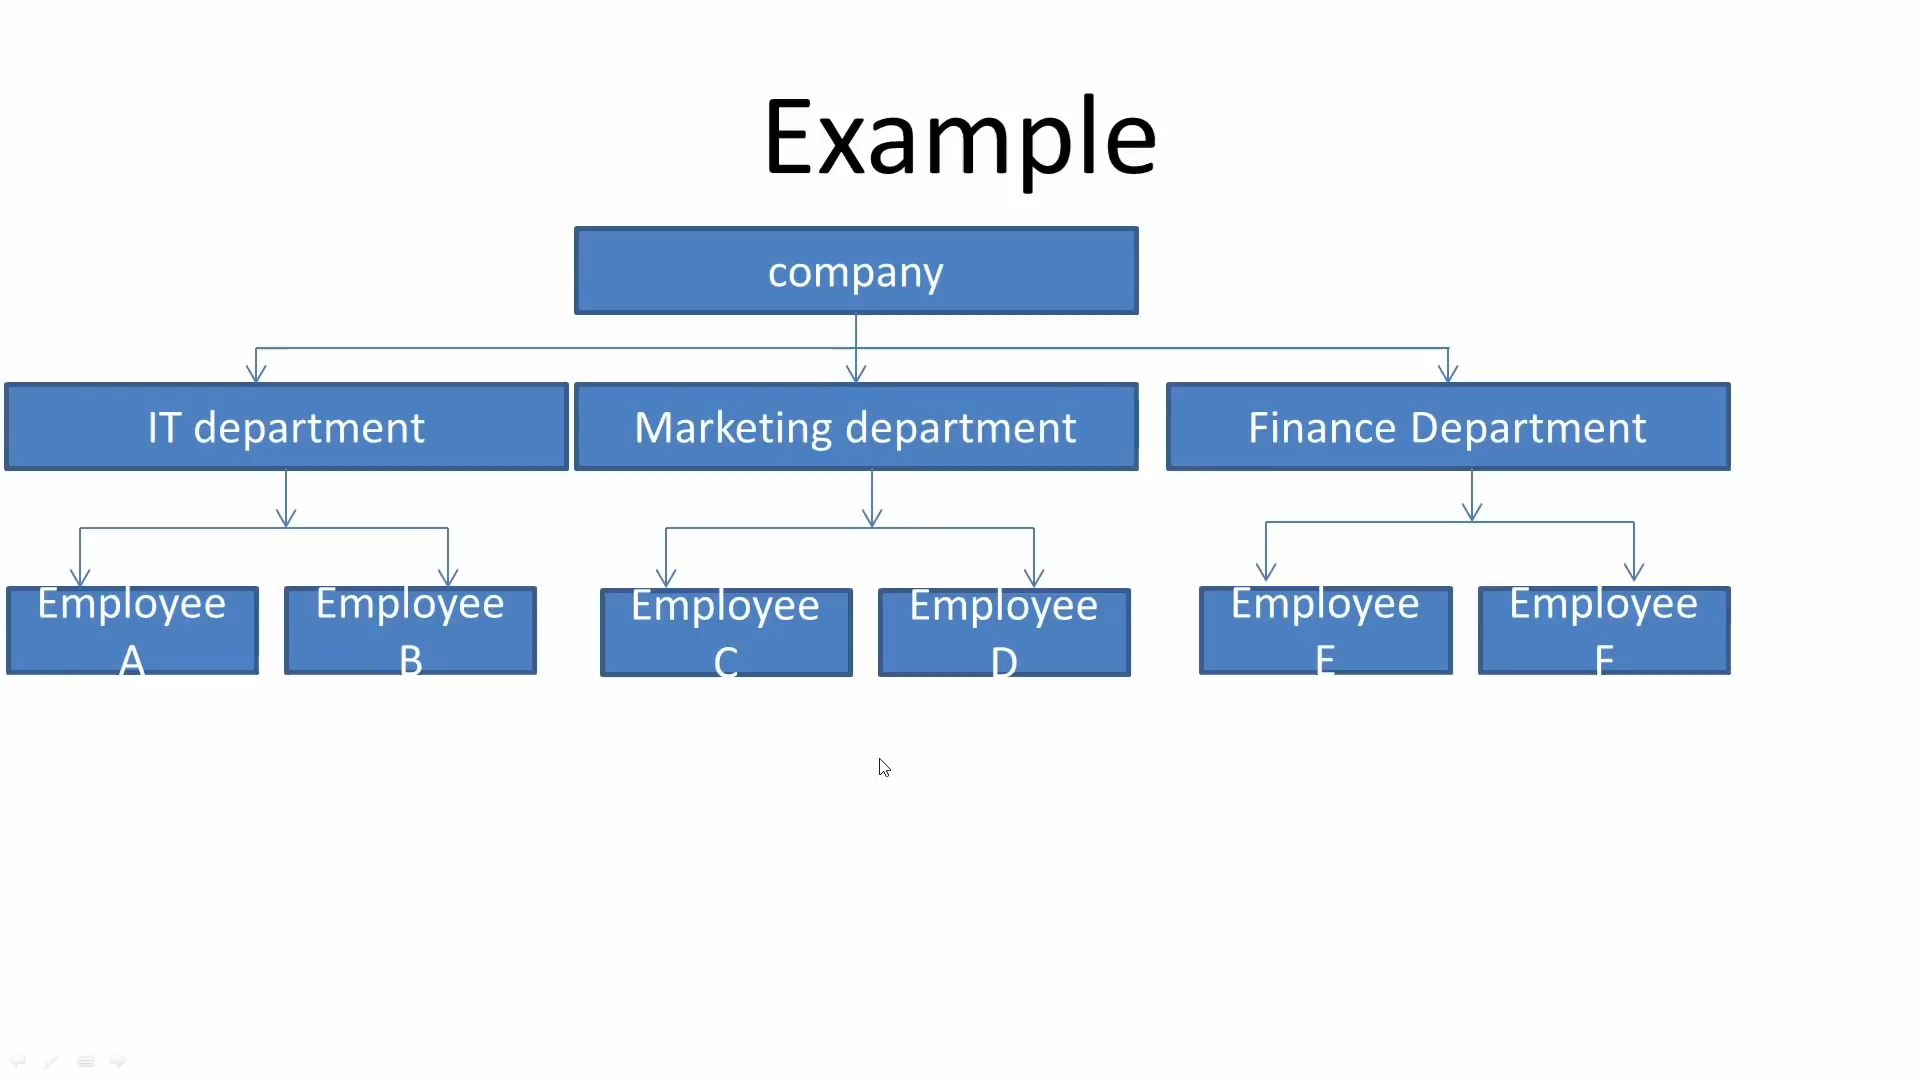 Example
company
IT department
Marketing department
Finance Department
Employee
A
Employee
B
Employee
C
Employee
D
Employee
E
Employee
F